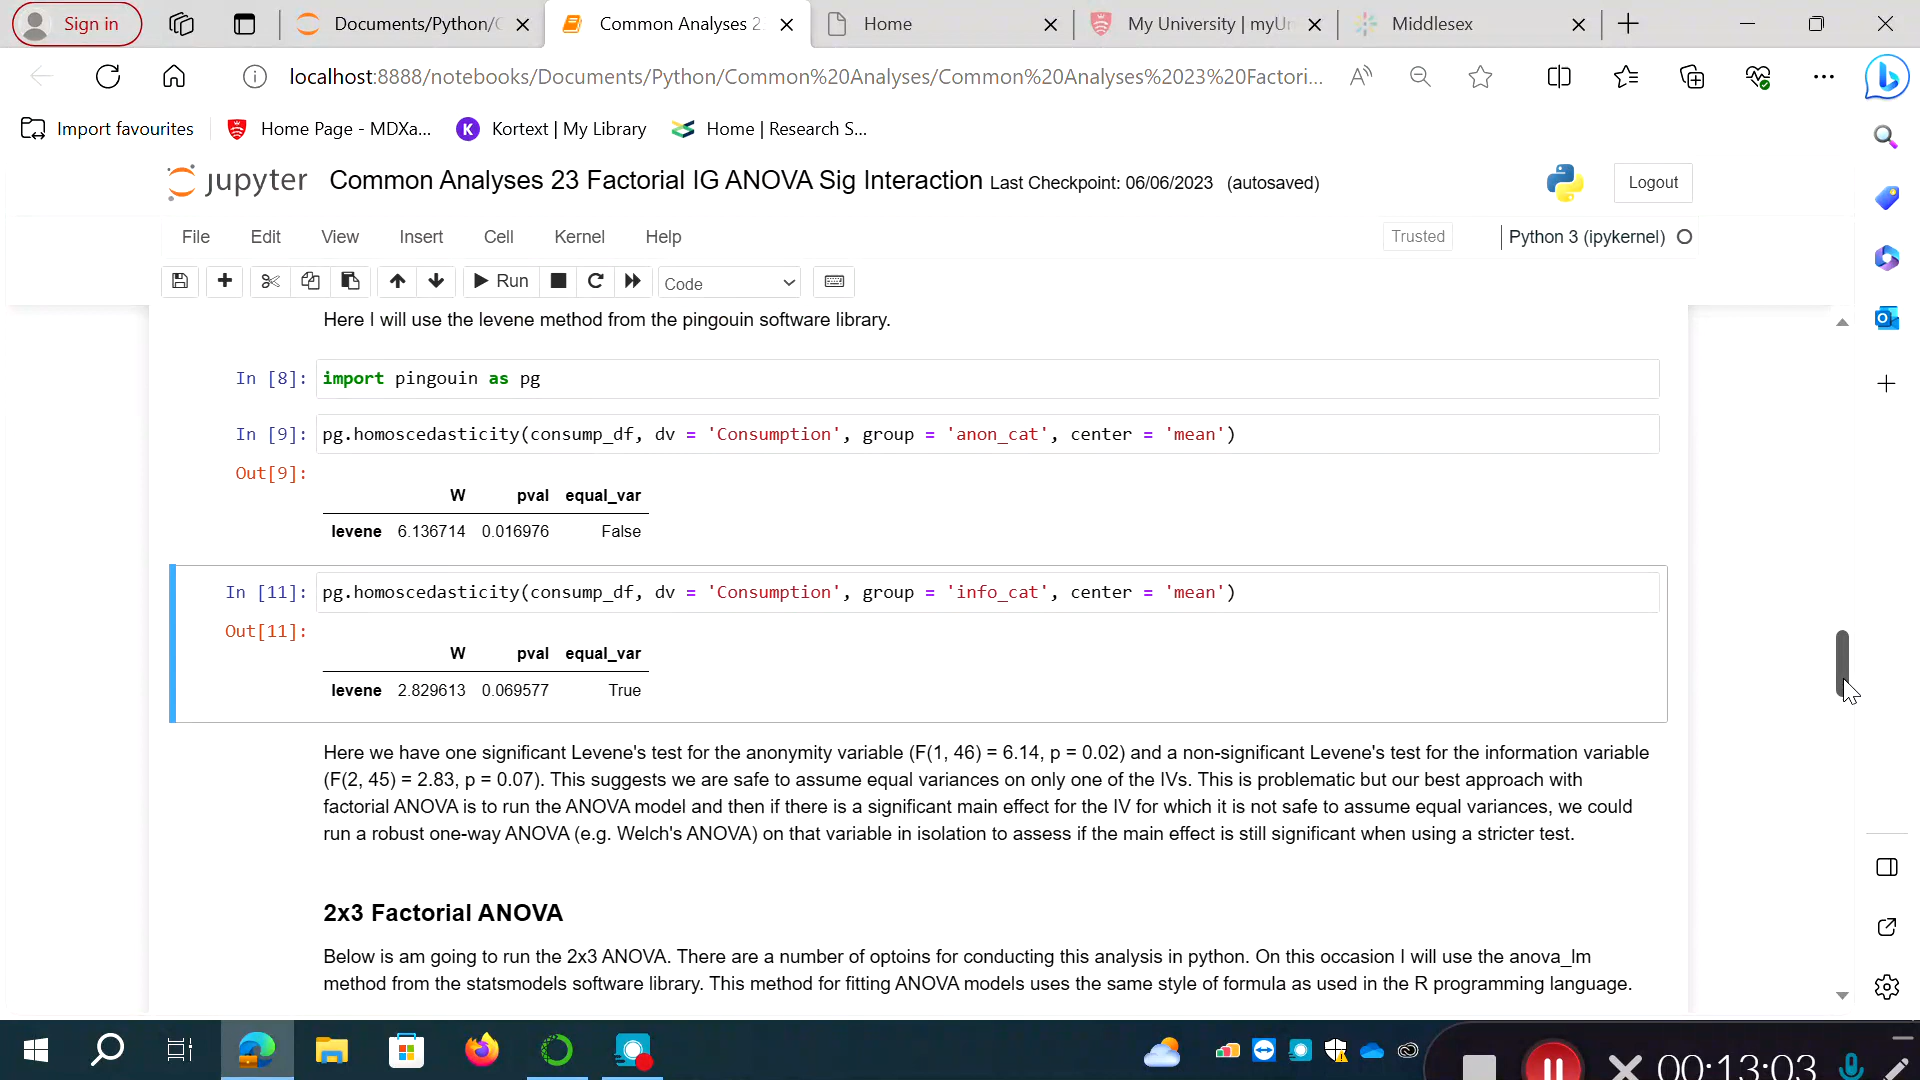 Sign in
Documents/Python/C
Common Analyses 2
Home
My University | myUn
Middlesex
localhost:8888/notebooks/Documents/Python/Common%20Analyses/Common%20Analyses%2023%20Factori...
Import favourites
Home Page - MDXa...
K
Kortext | My Library
Home | Research S...
jupyter
Common Analyses 23 Factorial IG ANOVA Sig Interaction Last Checkpoint: 06/06/2023 (autosaved)
Logout
File Edit View Insert Cell Kernel Help
Trusted
Python 3 (ipykernel)
Run
Code
Here I will use the levene method from the pingouin software library.
In [8]: import pingouin as pg
In [9]: pg.homoscedasticity(consump_df, dv = 'Consumption', group = 'anon_cat', center = 'mean')
Out[9]:
W pval equal_var
levene 6.136714 0.016976 False
In [11]: pg.homoscedasticity(consump_df, dv = 'Consumption', group = 'info_cat', center = 'mean')
Out[11]:
W pval equal_var
levene 2.829613 0.069577 True
Here we have one significant Levene's test for the anonymity variable (F(1, 46) = 6.14, p = 0.02) and a non-significant Levene's test for the information variable
(F(2, 45) = 2.83, p = 0.07). This suggests we are safe to assume equal variances on only one of the IVs. This is problematic but our best approach with
factorial ANOVA is to run the ANOVA model and then if there is a significant main effect for the IV for which it is not safe to assume equal variances, we could
run a robust one-way ANOVA (e.g. Welch's ANOVA) on that variable in isolation to assess if the main effect is still significant when using a stricter test.
2x3 Factorial ANOVA
Below is am going to run the 2x3 ANOVA. There are a number of optoins for conducting this analysis in python. On this occasion I will use the anova_lm
method from the statsmodels software library. This method for fitting ANOVA models uses the same style of formula as used in the R programming language.
00:13:03